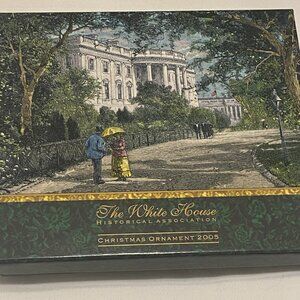 The White House
HISTORICAL ASSOCIATION
CHRISTMAS ORNAMENT 2005